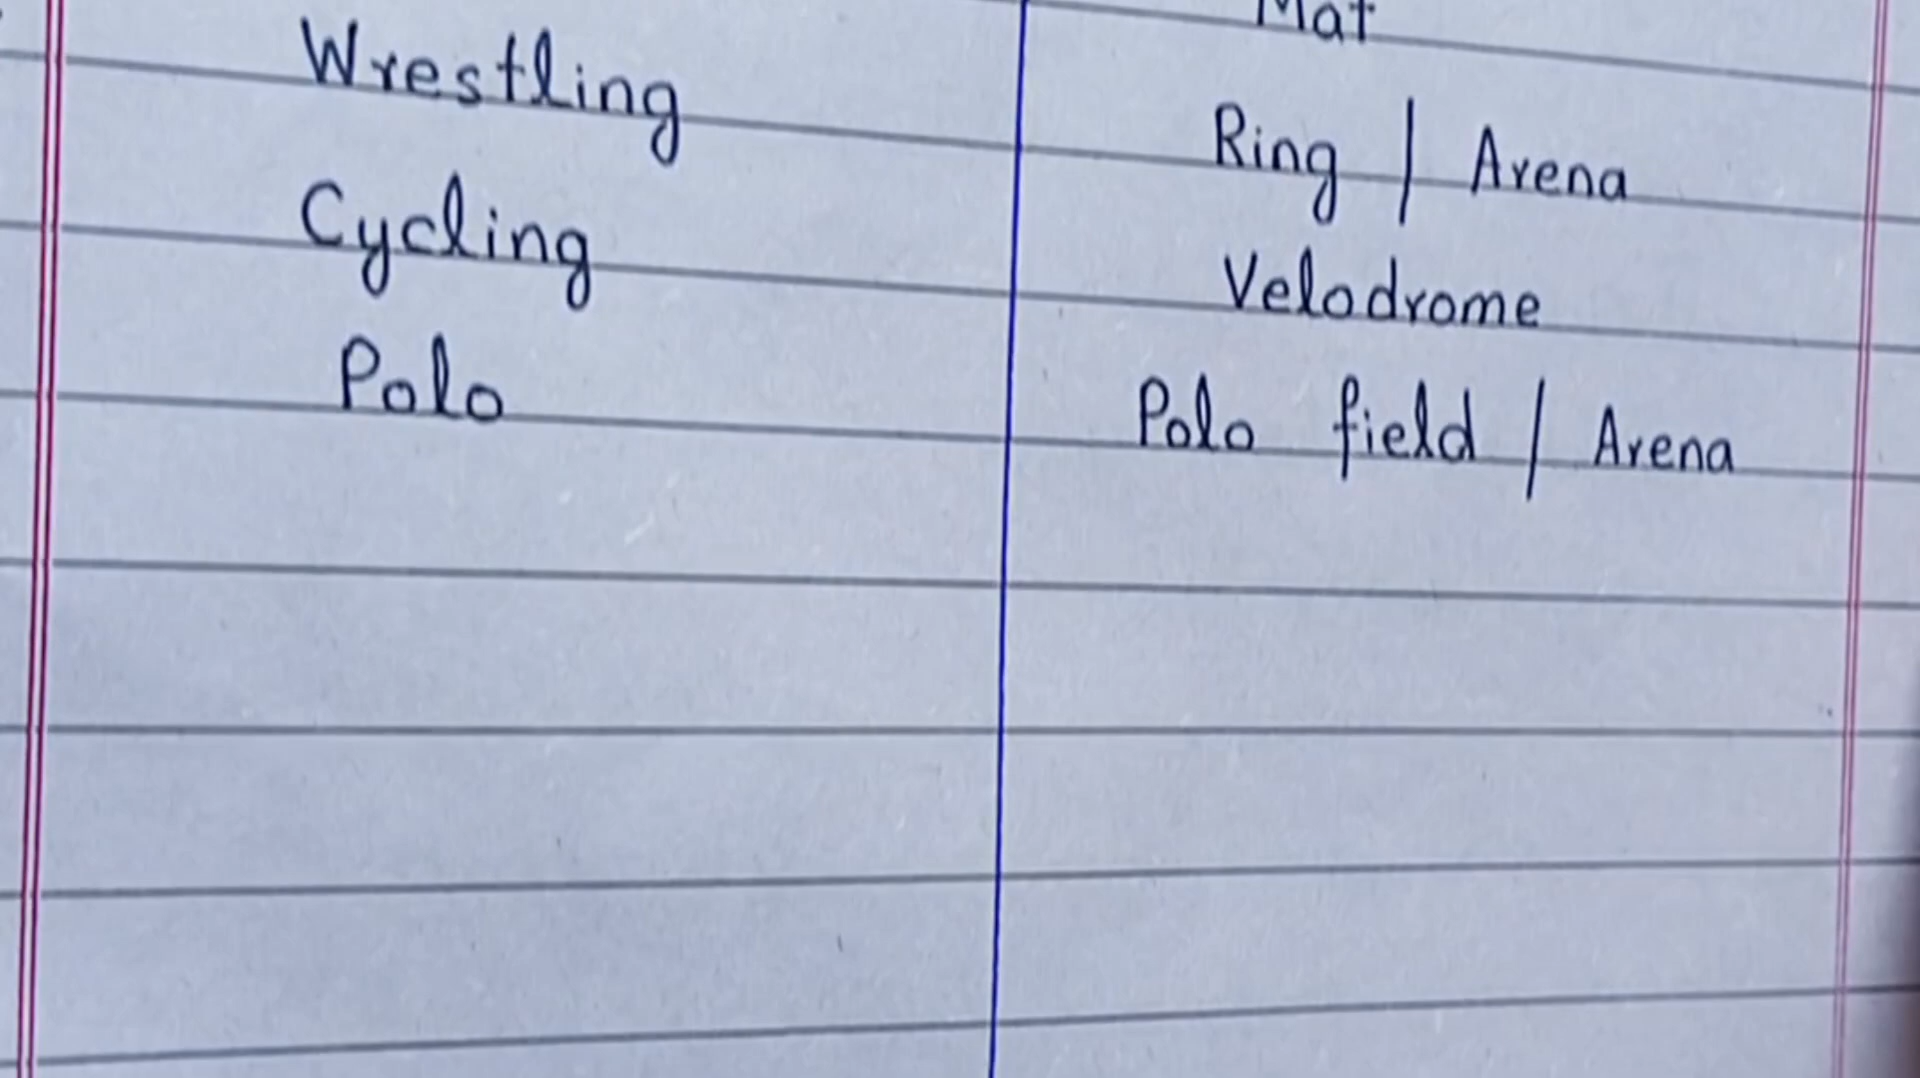 Mat
Wrestling Ring / Arena
Cycling Velodrome
Polo Polo field / Arena